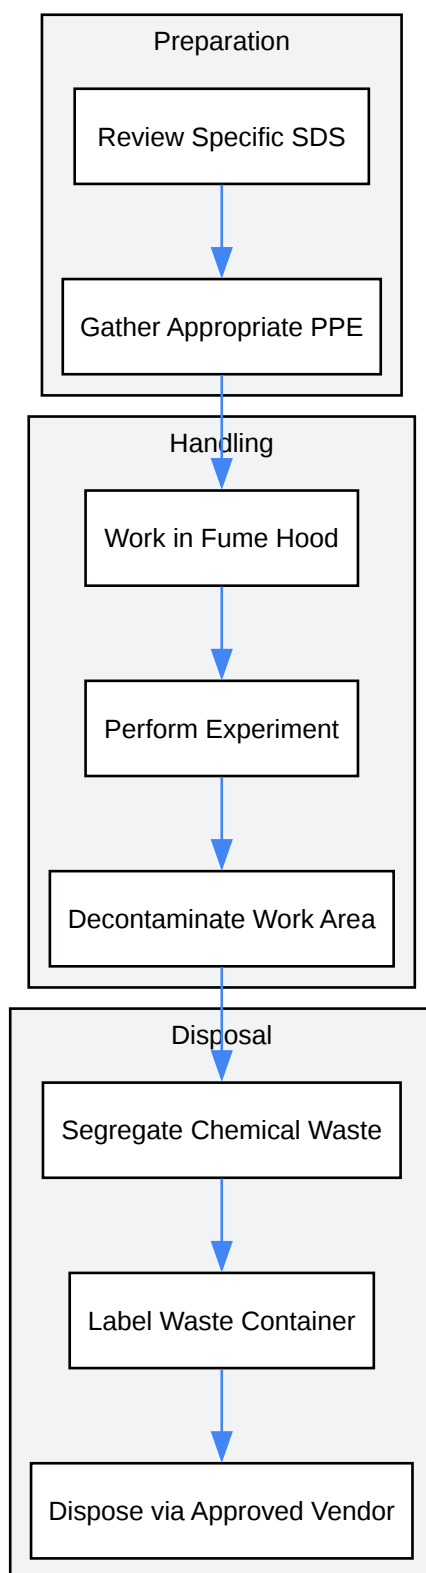 Preparation
Review Specific SDS
Gather Appropriate PPE
Handling
Work in Fume Hood
Perform Experiment
Decontaminate Work Area
Disposal
Segregate Chemical Waste
Label Waste Container
Dispose via Approved Vendor